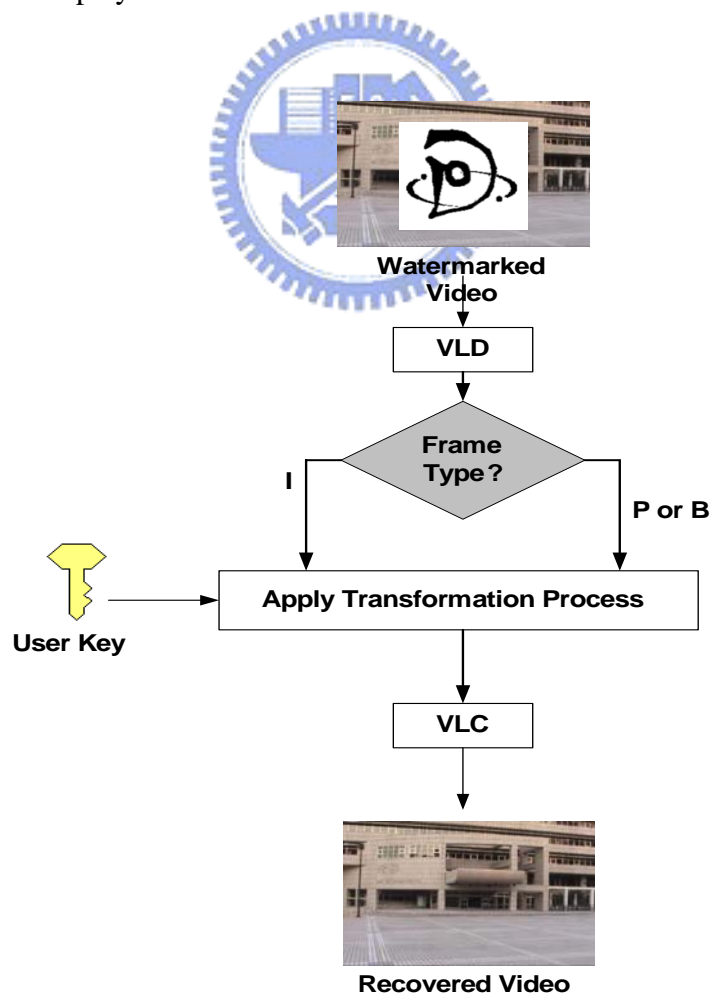 Watermarked
Video
VLD
Frame
Type?
I
P or B
Apply Transformation Process
User Key
VLC
Recovered Video